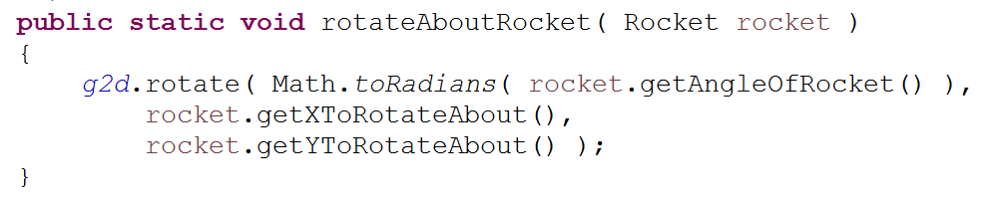 public static void rotateAboutRocket( Rocket rocket )
{
    g2d.rotate( Math.toRadians( rocket.getAngleOfRocket() ),
        rocket.getXToRotateAbout(),
        rocket.getYToRotateAbout() );
}